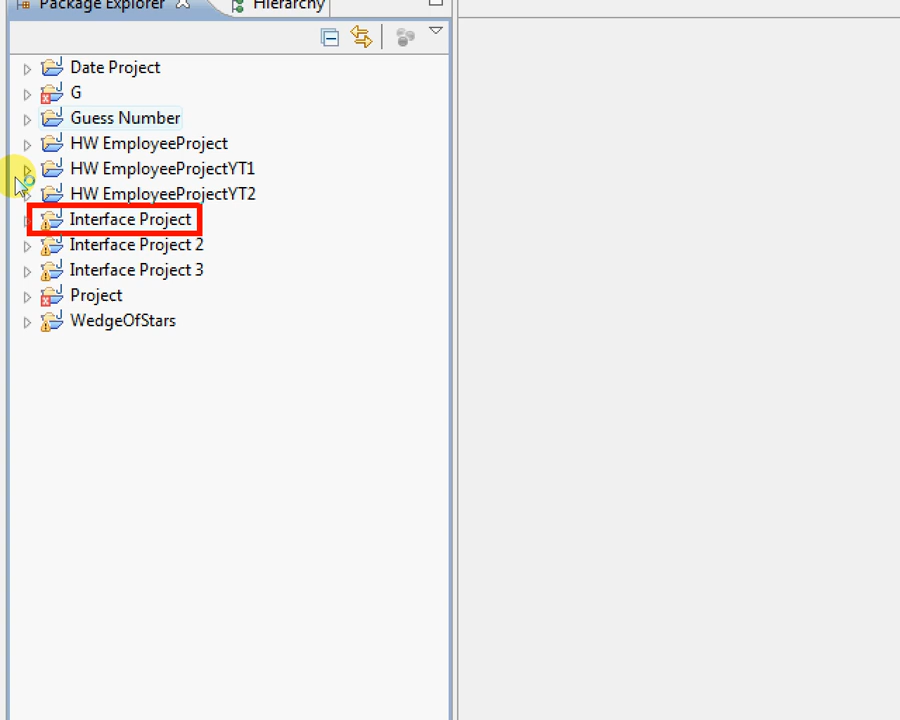 Package Explorer
Hierarchy
Date Project
G
Guess Number
HW EmployeeProject
HW EmployeeProjectYT1
HW EmployeeProjectYT2
Interface Project
Interface Project 2
Interface Project 3
Project
WedgeOfStars